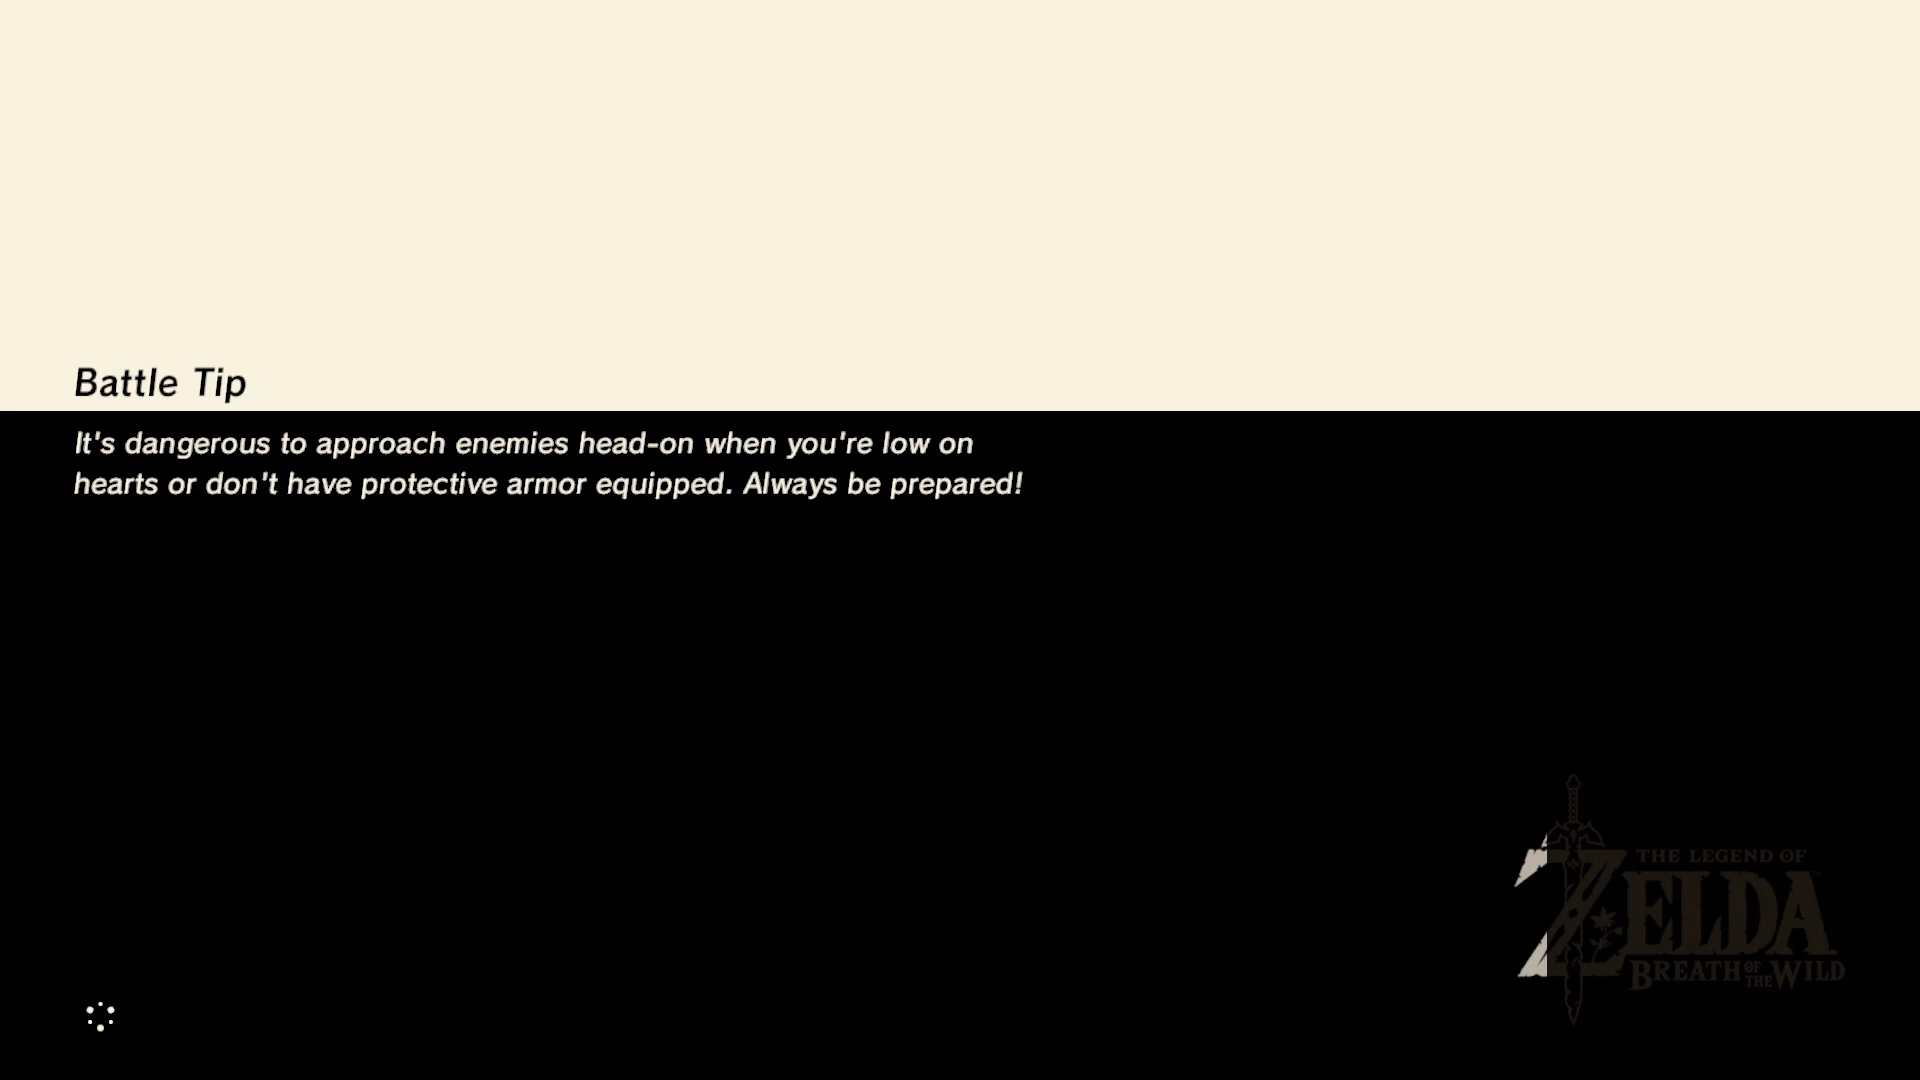 Battle Tip
It's dangerous to approach enemies head-on when you're low on
hearts or don't have protective armor equipped. Always be prepared!
THE LEGEND OF
ZELDA
BREATH OF THE WILD